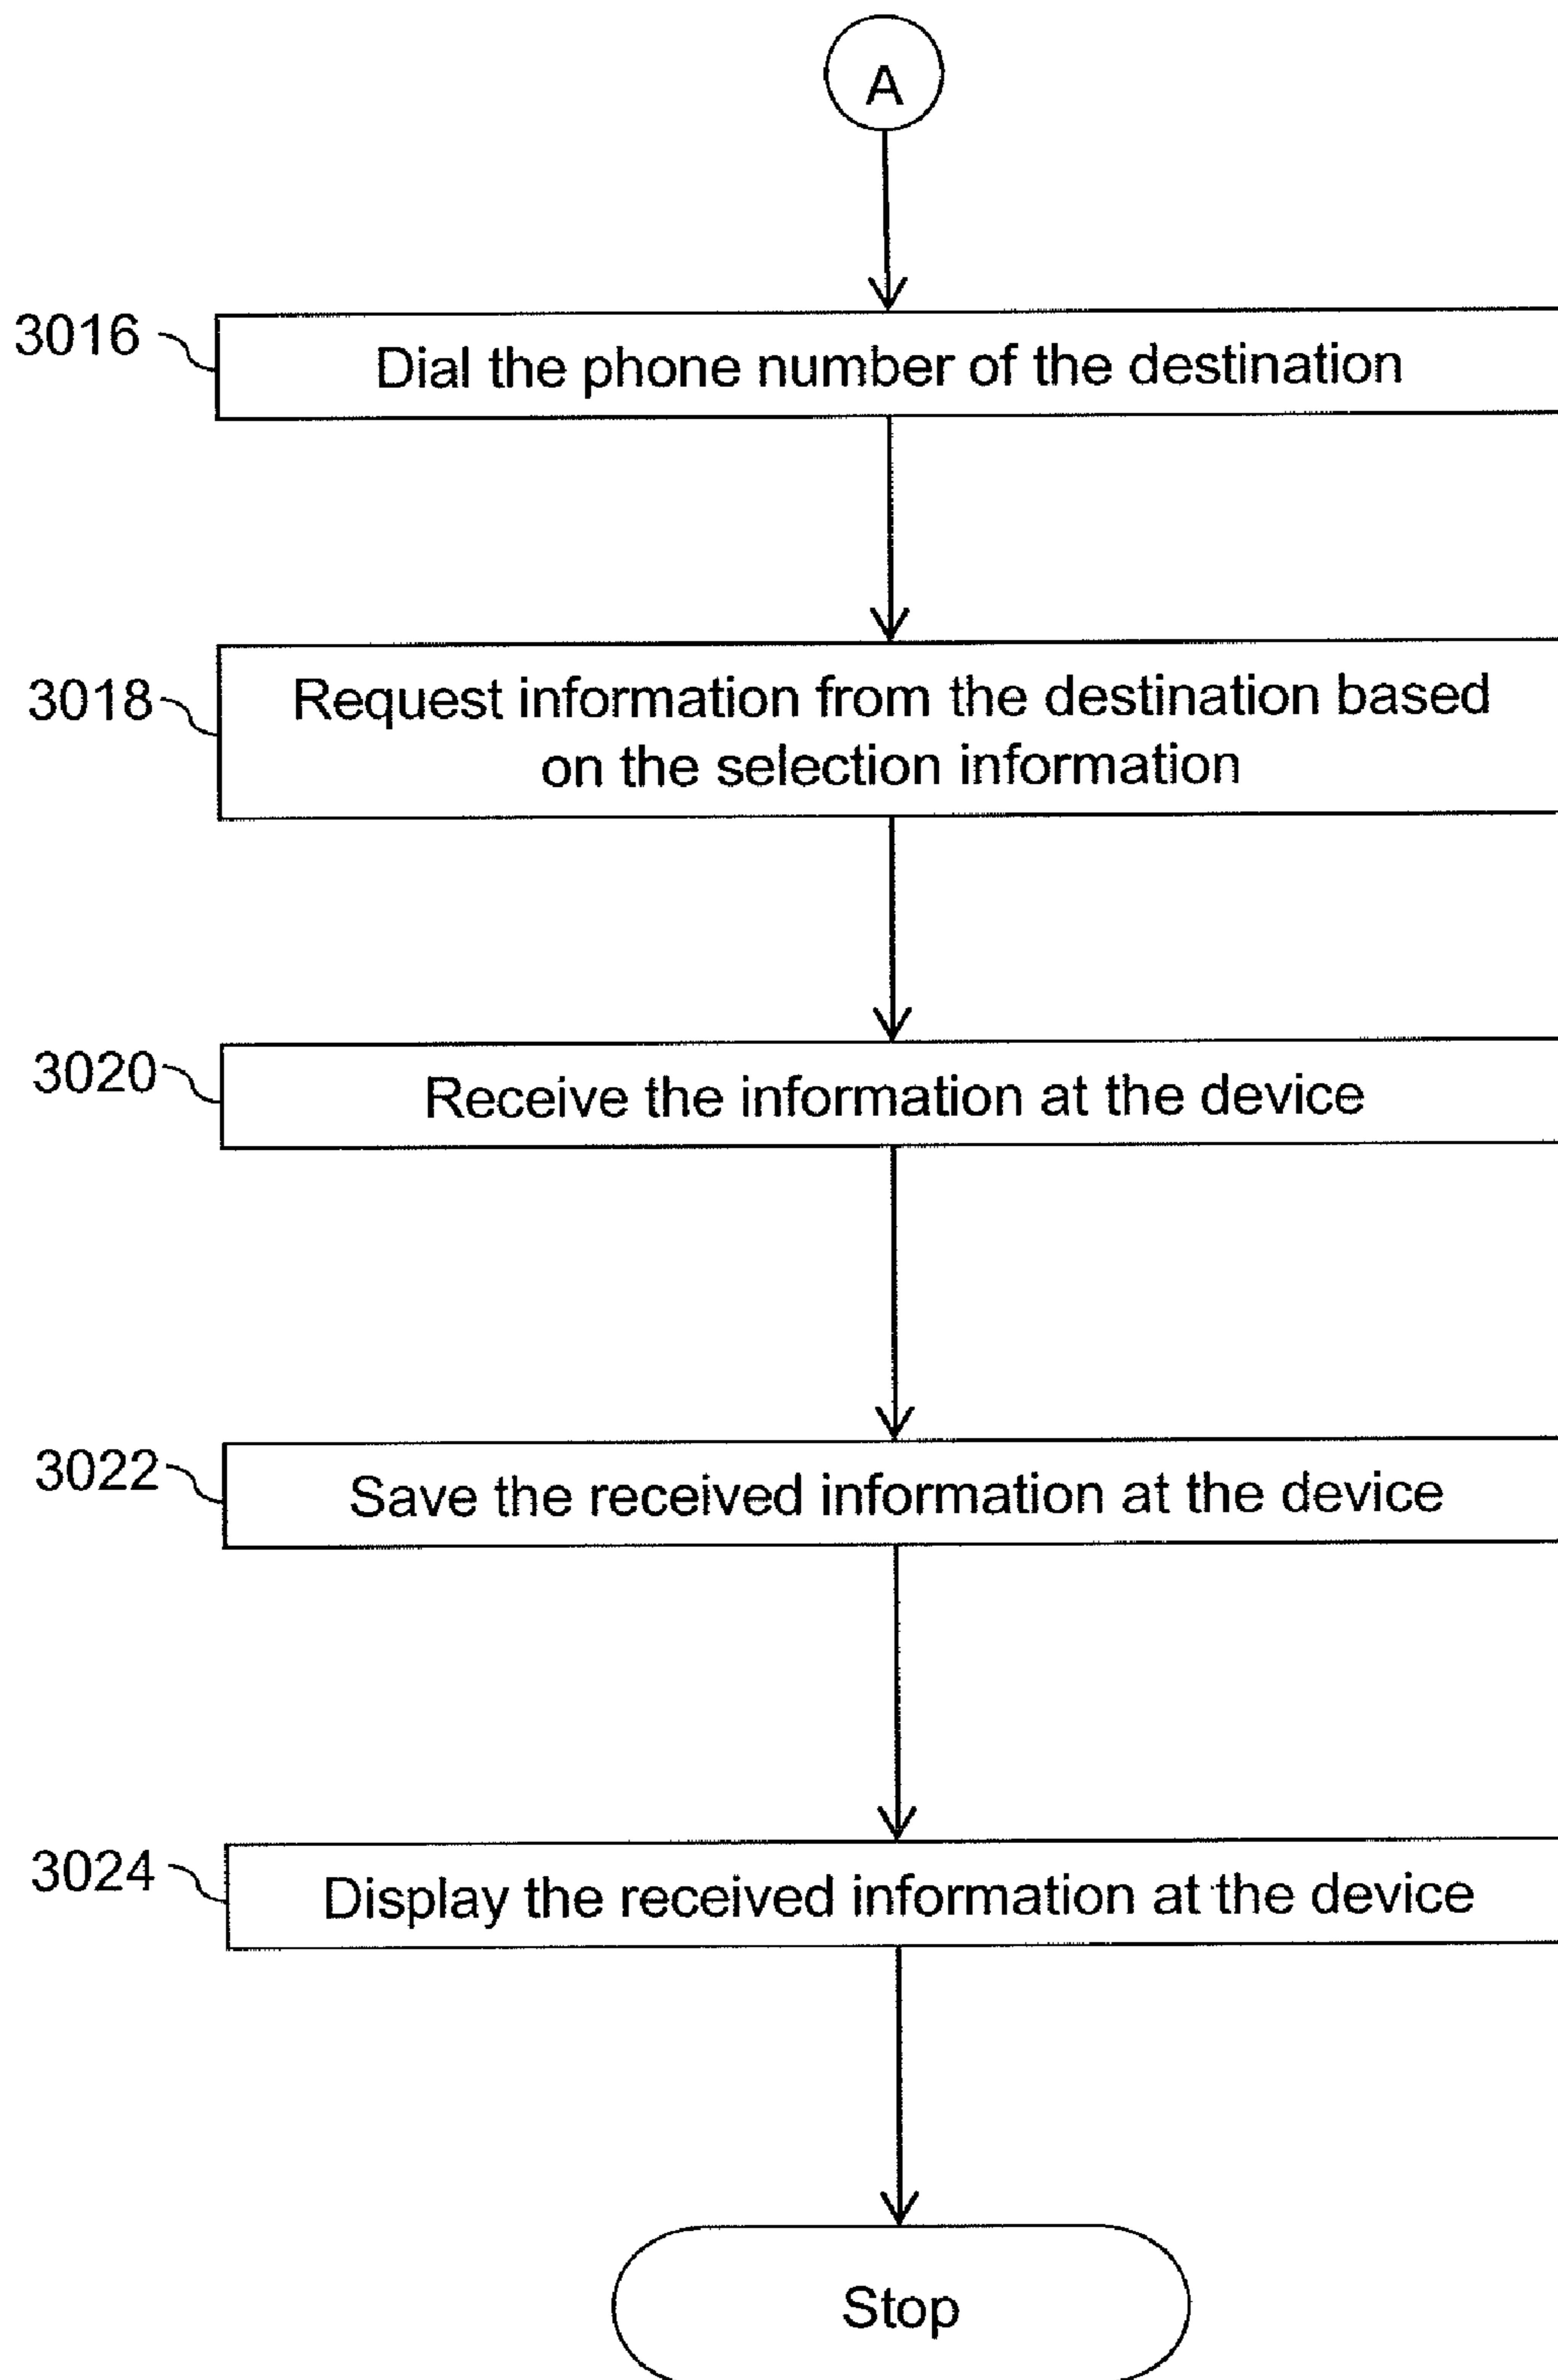 A
3016
Dial the phone number of the destination
3018
Request information from the destination based
on the selection information
3020
Receive the information at the device
3022
Save the received information at the device
3024
Display the received information at the device
Stop